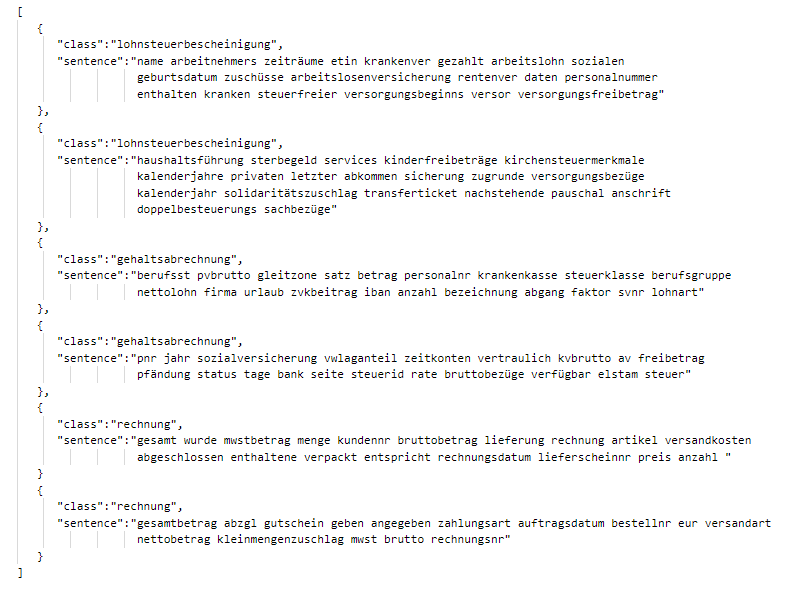 [
{
"class":"lohnsteuerbescheinigung",
"sentence":"name arbeitnehmers zeiträume etin krankenver gezahlt arbeitslohn sozialen
geburtsdatum zuschüsse arbeitslosenversicherung rentenver daten personalnummer
enthalten kranken steuerfreier versorgungsbeginns versor versorgungsfreibetrag"
},
{
"class":"lohnsteuerbescheinigung",
"sentence":"haushaltsführung sterbegeld services kinderfreibeträge kirchensteuermerkmale
kalenderjahre privaten letzter abkommen sicherung zugrunde versorgungsbezüge
kalenderjahr solidaritätszuschlag transferticket nachstehende pauschal anschrift
doppelbesteuerungs sachbezüge"
},
{
"class":"gehaltsabrechnung",
"sentence":"berufsst pvbrutto gleitzone satz betrag personalnr krankenkasse steuerklasse berufsgruppe
nettolohn firma urlaub zvkbeitrag iban anzahl bezeichnung abgang faktor svnr lohnart"
},
{
"class":"gehaltsabrechnung",
"sentence":"pnr jahr sozialversicherung vwlaganteil zeitkonten vertraulich kvbrutto av freibetrag
pfändung status tage bank seite steuerid rate bruttobezüge verfügbar elstam steuer"
},
{
"class":"rechnung",
"sentence":"gesamt wurde mwstbetrag menge kundennr bruttobetrag lieferung rechnung artikel versandkosten
abgeschlossen enthaltene verpackt entspricht rechnungsdatum lieferscheinnr preis anzahl "
}
{
"class":"rechnung",
"sentence":"gesamtbetrag abzgl gutschein geben angegeben zahlungsart auftragsdatum bestellnr eur versandart
nettobetrag kleinmengenzuschlag mwst brutto rechnungsnr"
}
]